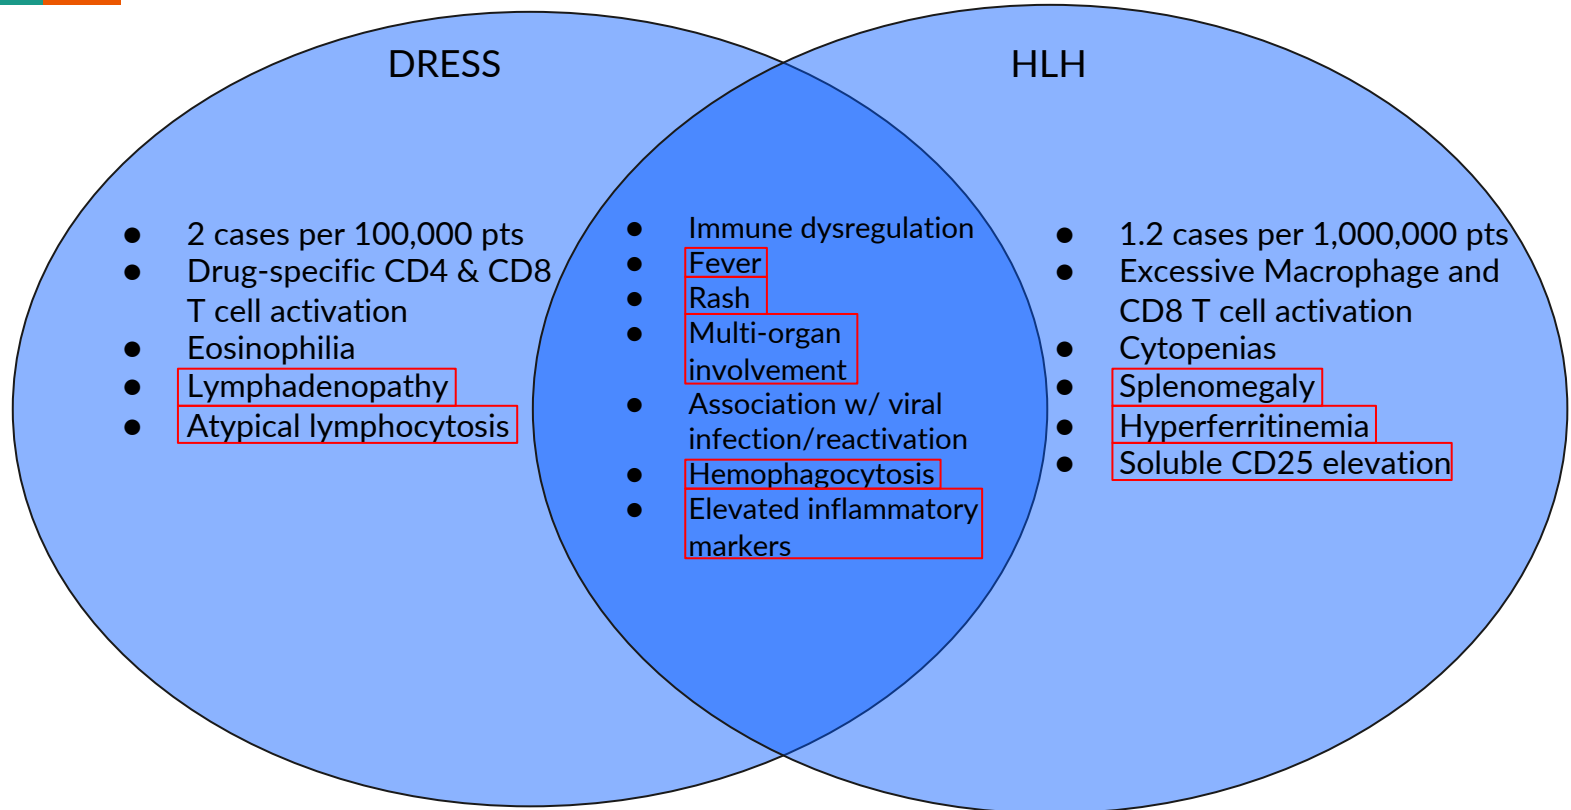 DRESS
● 2 cases per 100,000 pts
● Drug-specific CD4 & CD8
T cell activation
● Eosinophilia
● Lymphadenopathy
● Atypical lymphocytosis
● Immune dysregulation
● Fever
● Rash
● Multi-organ
involvement
● Association w/ viral
infection/reactivation
● Hemophagocytosis
● Elevated inflammatory
markers
HLH
● 1.2 cases per 1,000,000 pts
● Excessive Macrophage and
CD8 T cell activation
● Cytopenias
● Splenomegaly
● Hyperferritinemia
● Soluble CD25 elevation